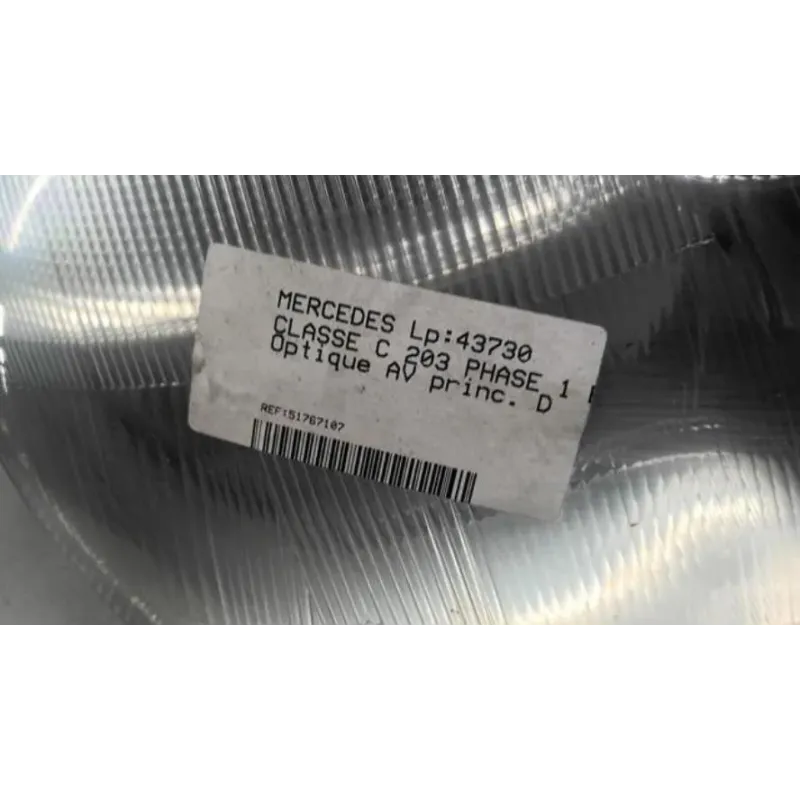 MERCEDES Lp:43730
CLASSE C 203 PHASE 1
Optique AV princ. D
REF:51767107